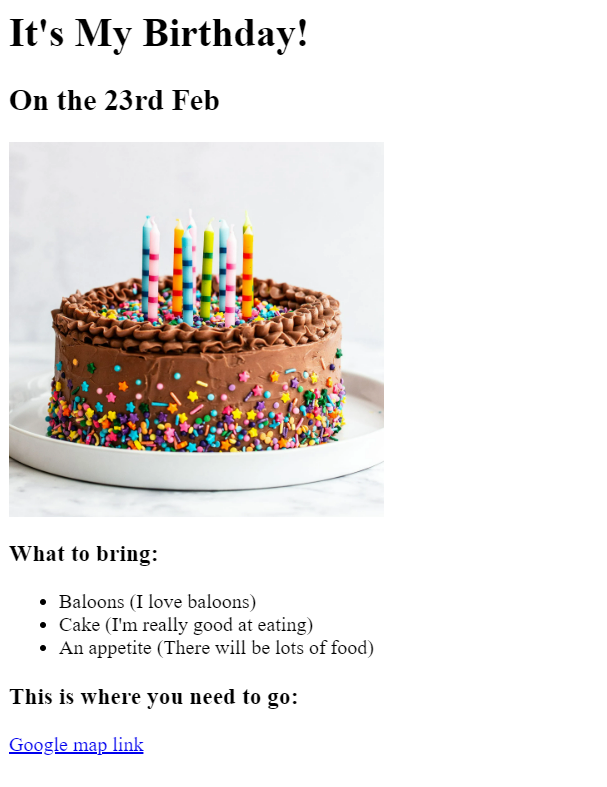 It's My Birthday!
On the 23rd Feb
What to bring:
Baloons (I love baloons)
Cake (I'm really good at eating)
An appetite (There will be lots of food)
This is where you need to go:
Google map link